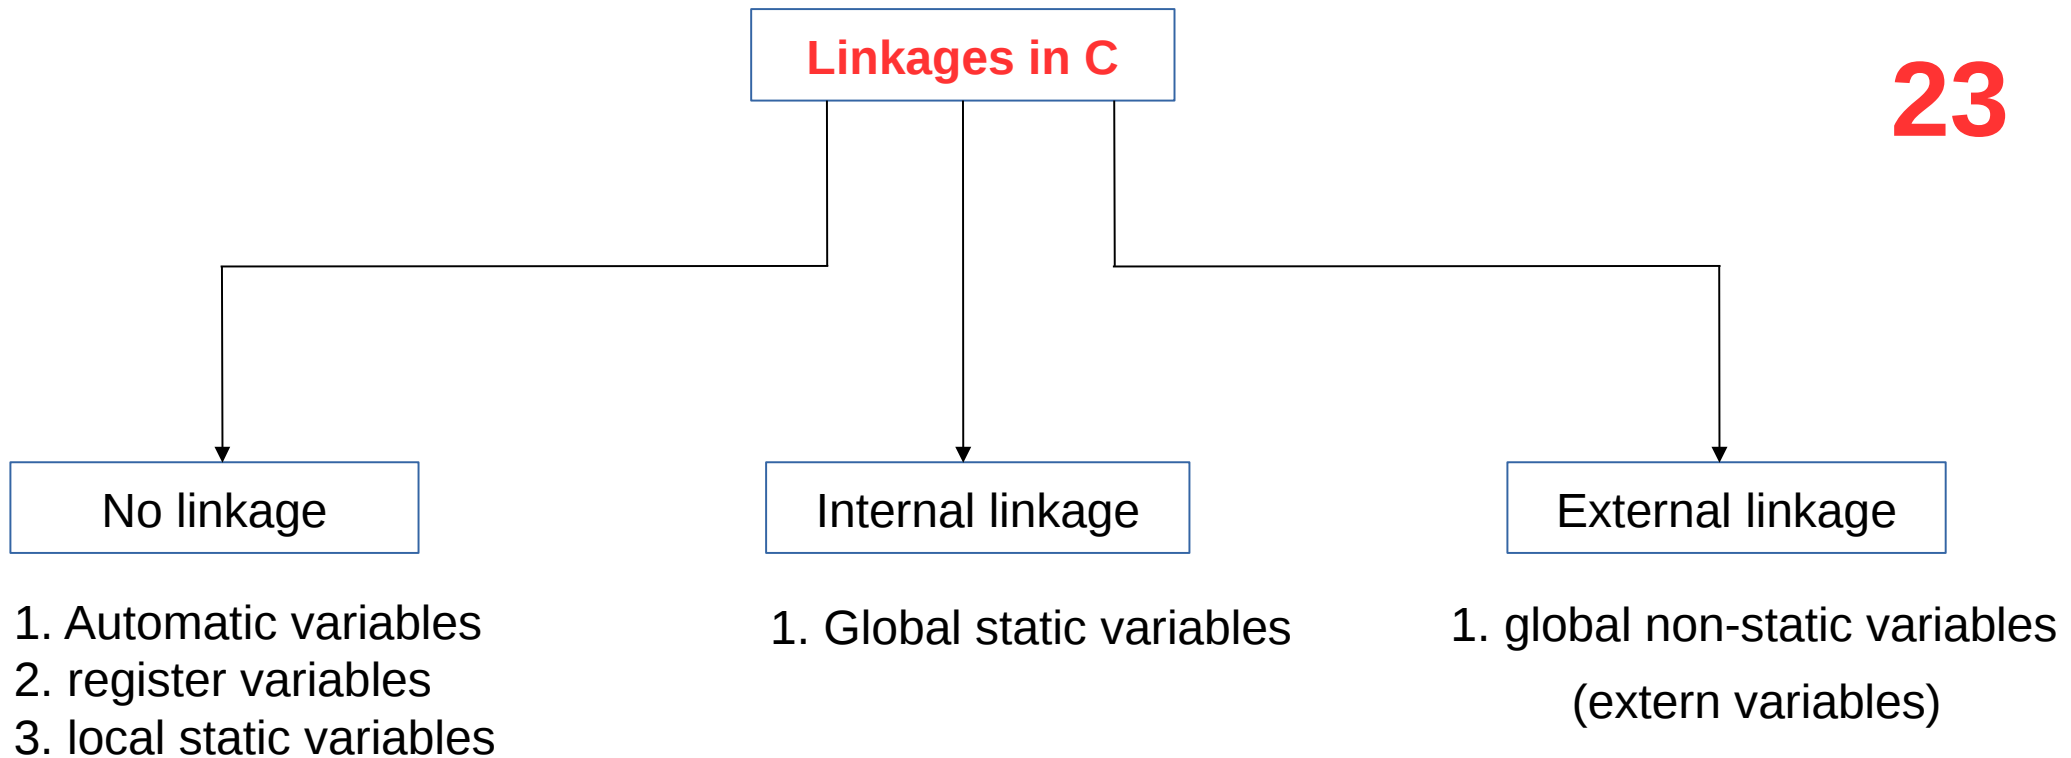 Linkages in C
23
No linkage
Internal linkage
External linkage
1. Automatic variables
2. register variables
3. local static variables
1. Global static variables
1. global non-static variables
(extern variables)